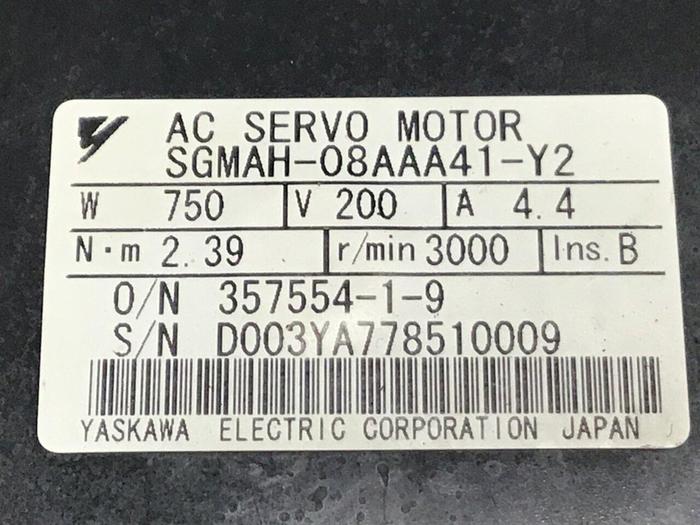 AC SERVO MOTOR
SGMAH-08AAA41-Y2
W 750 V 200 A 4.4
N·m 2.39 r/min 3000 Ins. B
O/N 357554-1-9
S/N D003YA778510009
YASKAWA ELECTRIC CORPORATION JAPAN